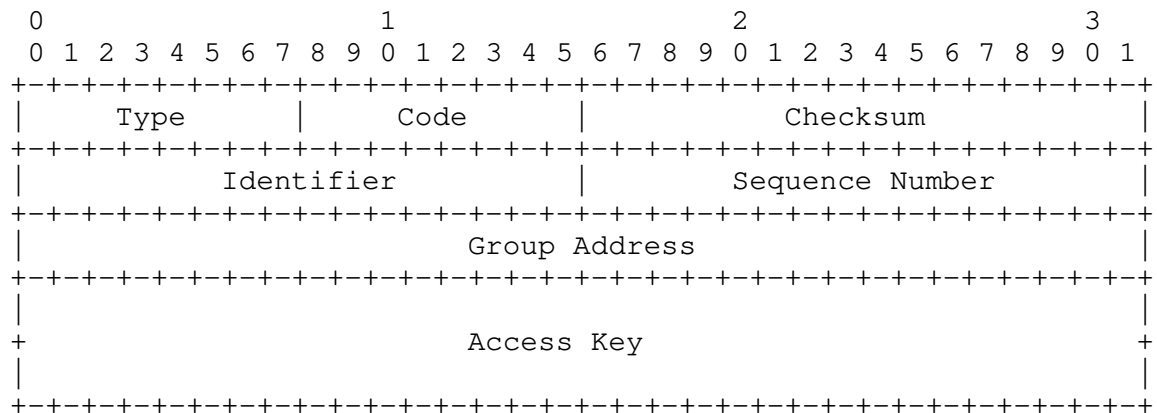 0                   1                   2                   3
 0 1 2 3 4 5 6 7 8 9 0 1 2 3 4 5 6 7 8 9 0 1 2 3 4 5 6 7 8 9 0 1
+-+-+-+-+-+-+-+-+-+-+-+-+-+-+-+-+-+-+-+-+-+-+-+-+-+-+-+-+-+-+-+-+
|     Type      |     Code      |           Checksum            |
+-+-+-+-+-+-+-+-+-+-+-+-+-+-+-+-+-+-+-+-+-+-+-+-+-+-+-+-+-+-+-+-+
|           Identifier          |        Sequence Number        |
+-+-+-+-+-+-+-+-+-+-+-+-+-+-+-+-+-+-+-+-+-+-+-+-+-+-+-+-+-+-+-+-+
|                         Group Address                         |
+-+-+-+-+-+-+-+-+-+-+-+-+-+-+-+-+-+-+-+-+-+-+-+-+-+-+-+-+-+-+-+-+
|                                                               |
+                         Access Key                            +
|                                                               |
+-+-+-+-+-+-+-+-+-+-+-+-+-+-+-+-+-+-+-+-+-+-+-+-+-+-+-+-+-+-+-+-+